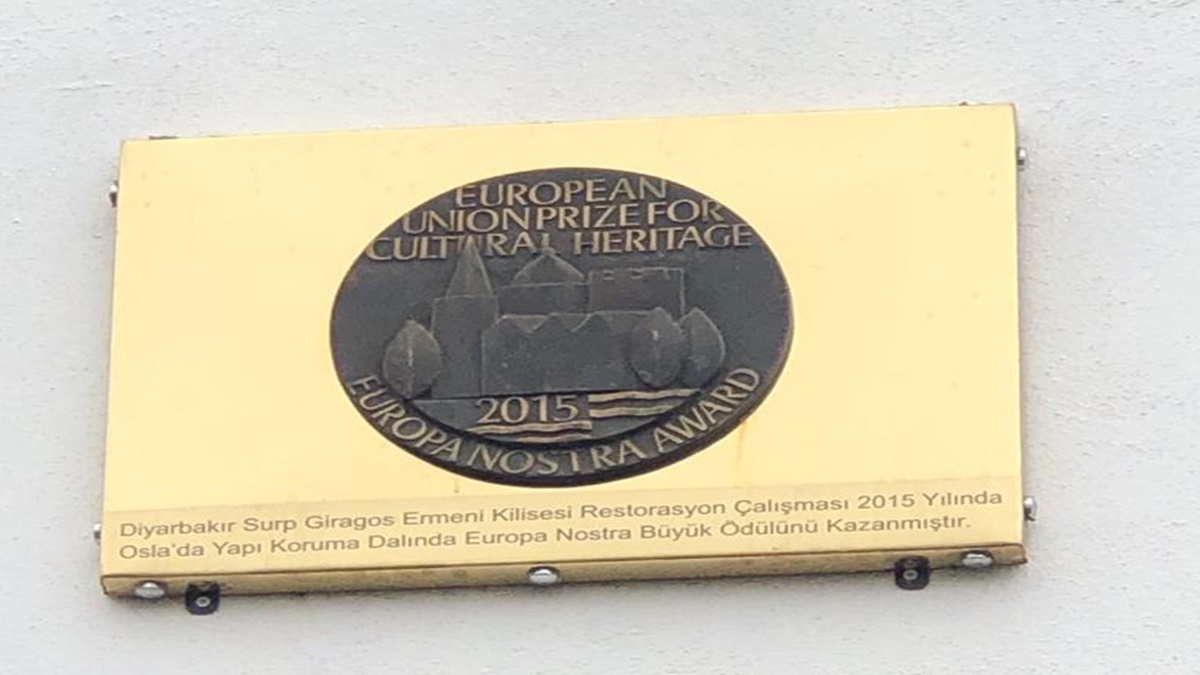 EUROPEAN
UNION PRIZE FOR
CULTURAL HERITAGE
2015
EUROPA NOSTRA AWARD
Diyarbakır Surp Giragos Ermeni Kilisesi Restorasyon Çalışması 2015 Yılında
Osla'da Yapı Koruma Dalında Europa Nostra Büyük Ödülünü Kazanmıştır.